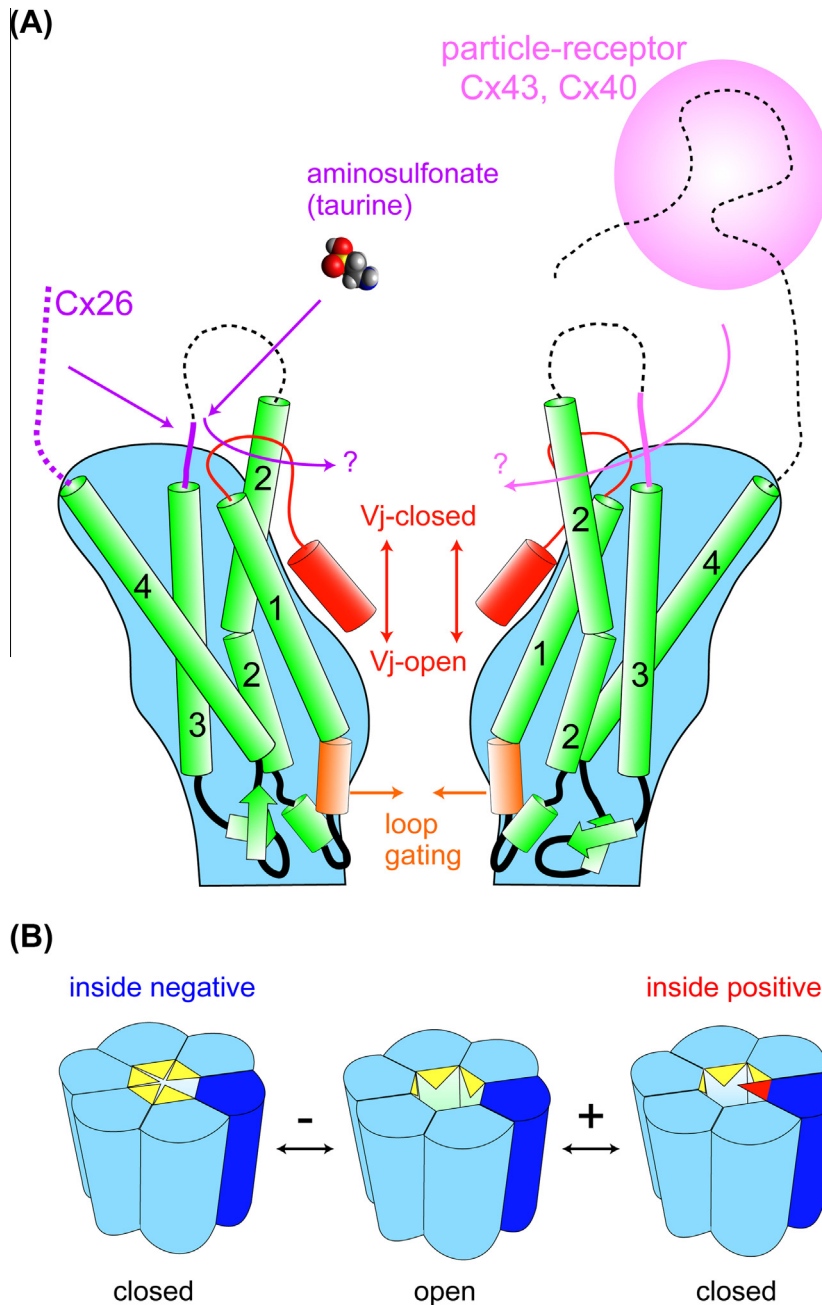 (A)
particle-receptor
Cx43, Cx40
aminosulfonate
(taurine)
Cx26
?
?
2
2
Vj-closed
4
1
4
1
Vj-open
3
2
3
2
loop
gating
(B)
inside negative
inside positive
-
+
closed
open
closed